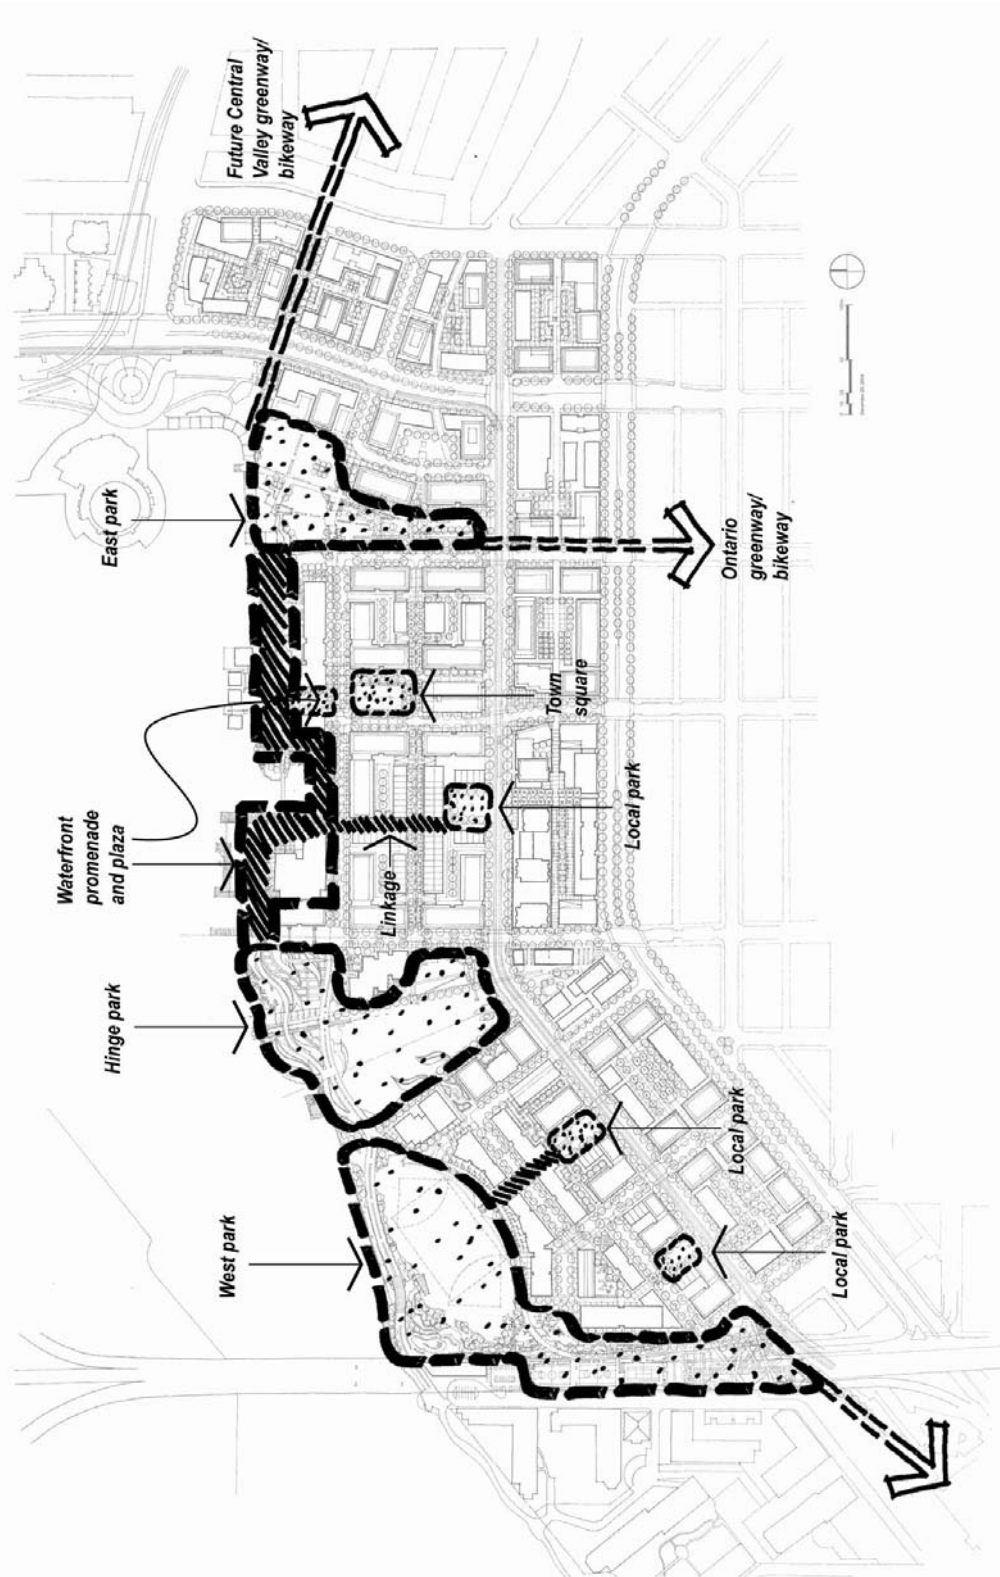 Waterfront
promenade
and plaza
Hinge park
East park
West park
Future Central
Valley greenway/
bikeway
Linkage
Town
square
Local park
Ontario
greenway/
bikeway
Local park
Local park